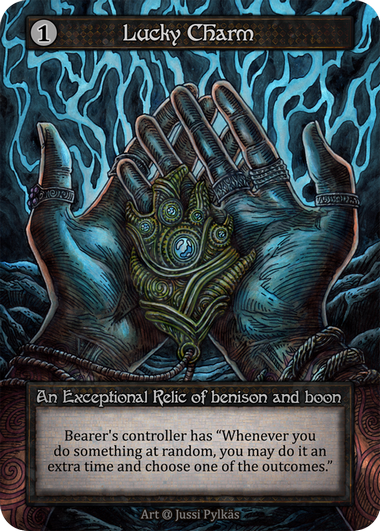 1
Lucky Charm
An Exceptional Relic of benison and boon
Bearer's controller has “Whenever you
do something at random, you may do it an
extra time and choose one of the outcomes.”
Art @ Jussi Pylkäs